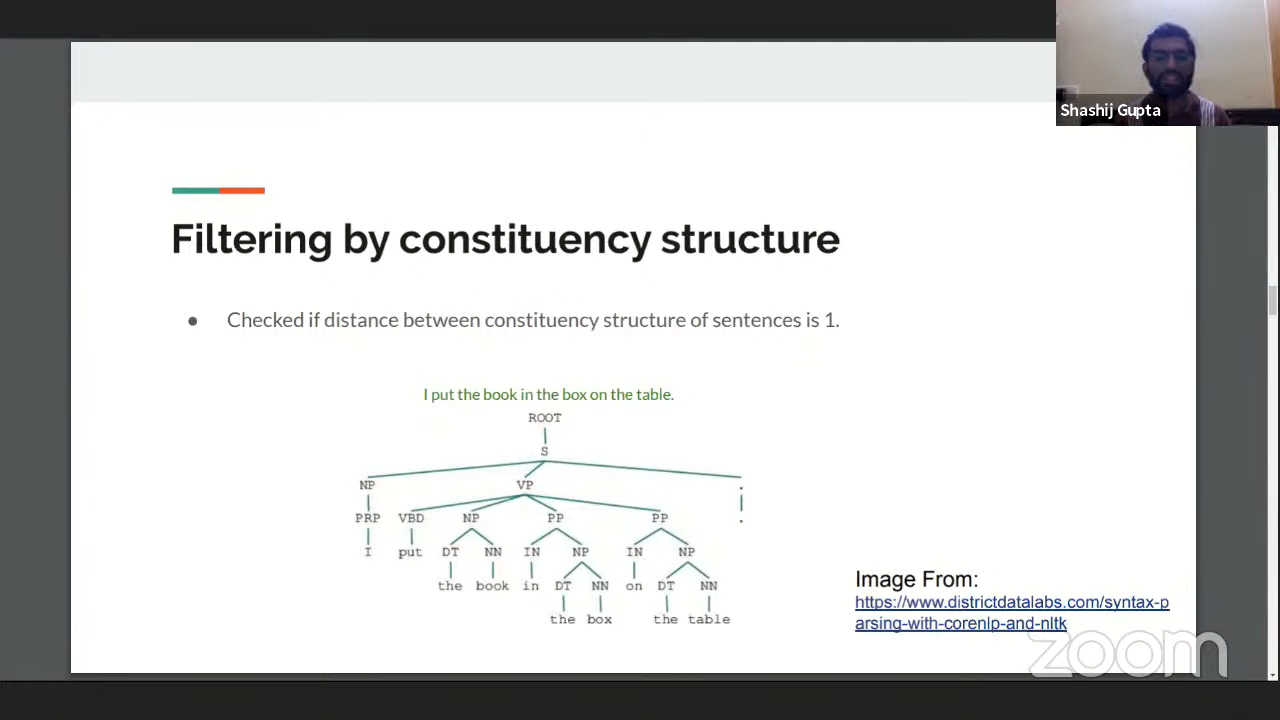 Shashij Gupta
Filtering by constituency structure
● Checked if distance between constituency structure of sentences is 1.
I put the book in the box on the table.
ROOT
S
NP VP .
PRP VBD NP PP PP .
I put DT NN IN NP IN NP
the book in DT NN on DT NN
the box the table
Image From:
https://www.districtdatalabs.com/syntax-p
arsing-with-corenlp-and-nltk
zoom